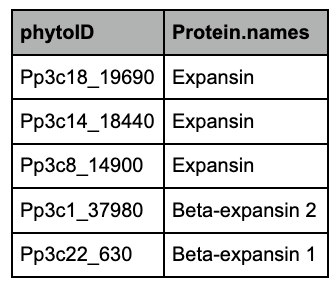 phytoID Protein.names
Pp3c18_19690 Expansin
Pp3c14_18440 Expansin
Pp3c8_14900 Expansin
Pp3c1_37980 Beta-expansin 2
Pp3c22_630 Beta-expansin 1